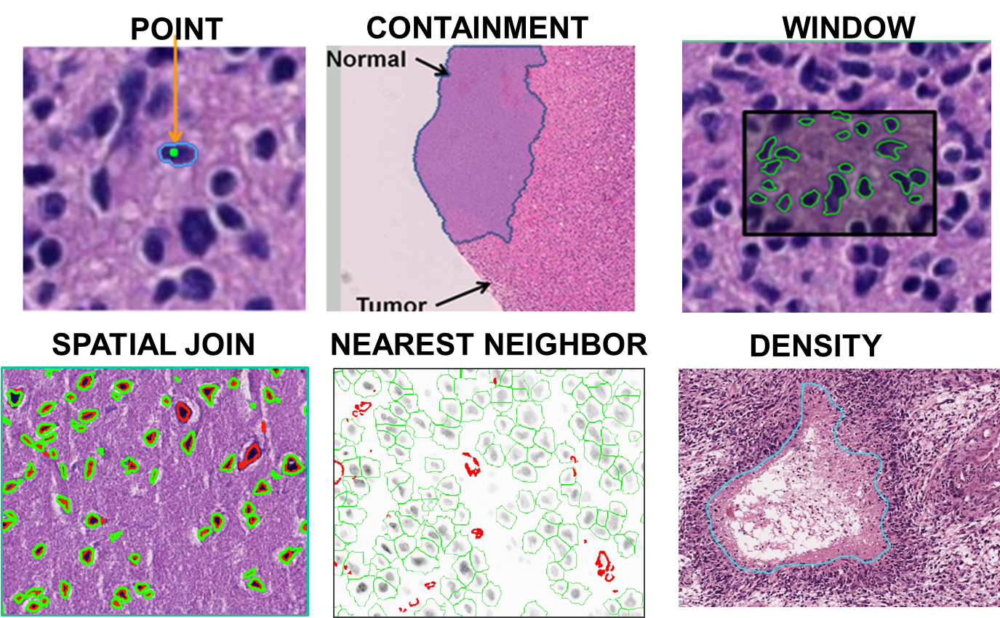 POINT
CONTAINMENT
WINDOW
Normal
Tumor
SPATIAL JOIN
NEAREST NEIGHBOR
DENSITY